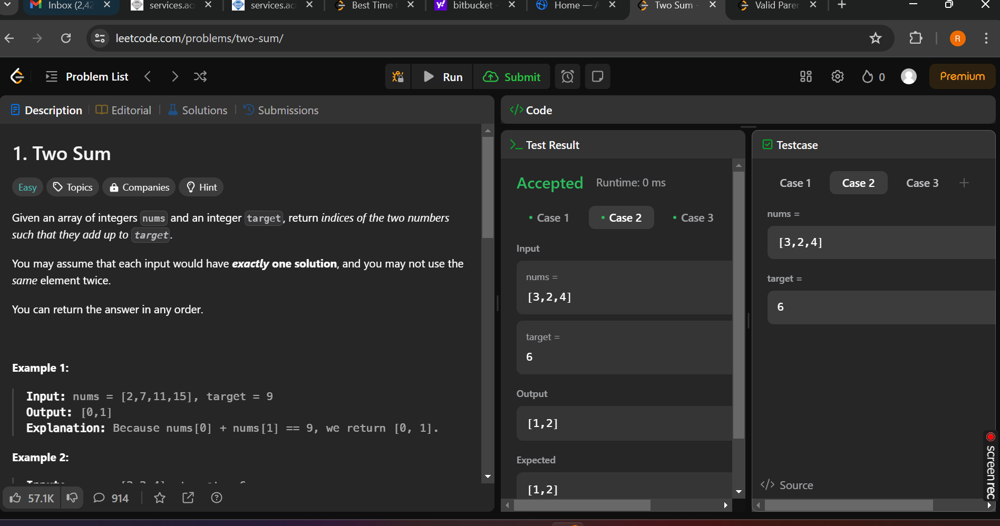 Inbox (2,42
services.ac
services.ac
Best Time
bitbucket -
Home — A
Two Sum -
Valid Paren
leetcode.com/problems/two-sum/
R
Problem List
Run
Submit
0
Premium
Description
Editorial
Solutions
Submissions
</> Code
1. Two Sum
Easy
Topics
Companies
Hint
Given an array of integers nums and an integer target, return indices of the two numbers
such that they add up to target.
You may assume that each input would have exactly one solution, and you may not use the
same element twice.
You can return the answer in any order.
Example 1:
Input: nums = [2,7,11,15], target = 9
Output: [0,1]
Explanation: Because nums[0] + nums[1] == 9, we return [0, 1].
Example 2:
57.1K
914
Test Result
Accepted
Runtime: 0 ms
Case 1
Case 2
Case 3
Input
nums =
[3,2,4]
target =
6
Output
[1,2]
Expected
[1,2]
Testcase
Case 1
Case 2
Case 3
nums =
[3,2,4]
target =
6
</> Source
screenrec